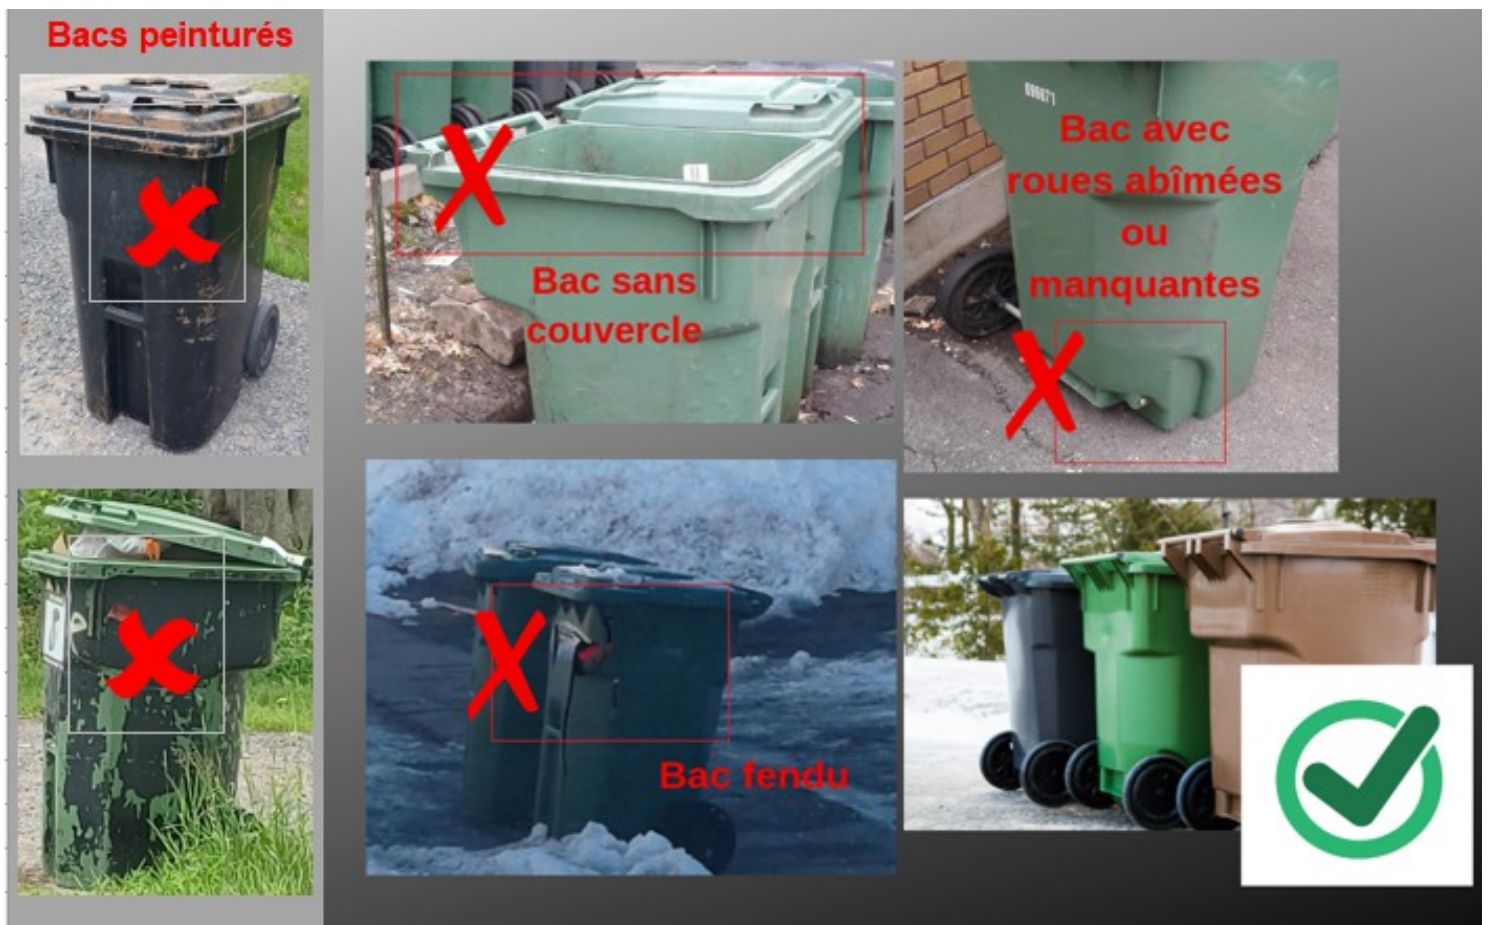 Bacs peinturés
Bac sans
couvercle
Bac avec
roues abîmées
ou
manquantes
Bac fendu